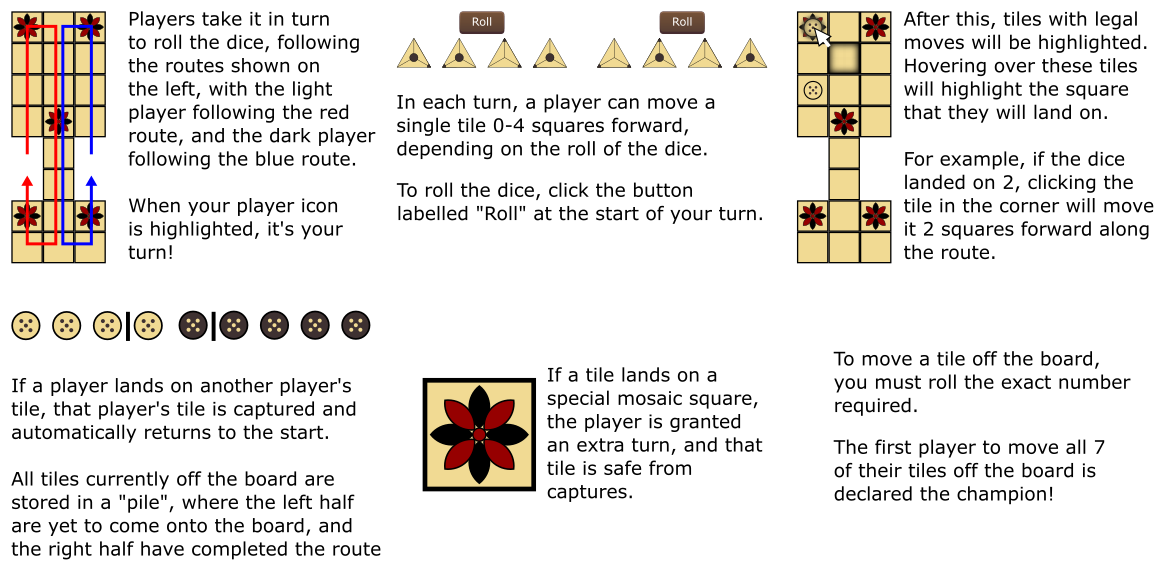 Players take it in turn
to roll the dice, following
the routes shown on
the left, with the light
player following the red
route, and the dark player
following the blue route.
When your player icon
is highlighted, it's your
turn!
Roll
Roll
In each turn, a player can move a
single tile 0-4 squares forward,
depending on the roll of the dice.
To roll the dice, click the button
labelled "Roll" at the start of your turn.
After this, tiles with legal
moves will be highlighted.
Hovering over these tiles
will highlight the square
that they will land on.
For example, if the dice
landed on 2, clicking the
tile in the corner will move
it 2 squares forward along
the route.
If a player lands on another player's
tile, that player's tile is captured and
automatically returns to the start.
All tiles currently off the board are
stored in a "pile", where the left half
are yet to come onto the board, and
the right half have completed the route
If a tile lands on a
special mosaic square,
the player is granted
an extra turn, and that
tile is safe from
captures.
To move a tile off the board,
you must roll the exact number
required.
The first player to move all 7
of their tiles off the board is
declared the champion!